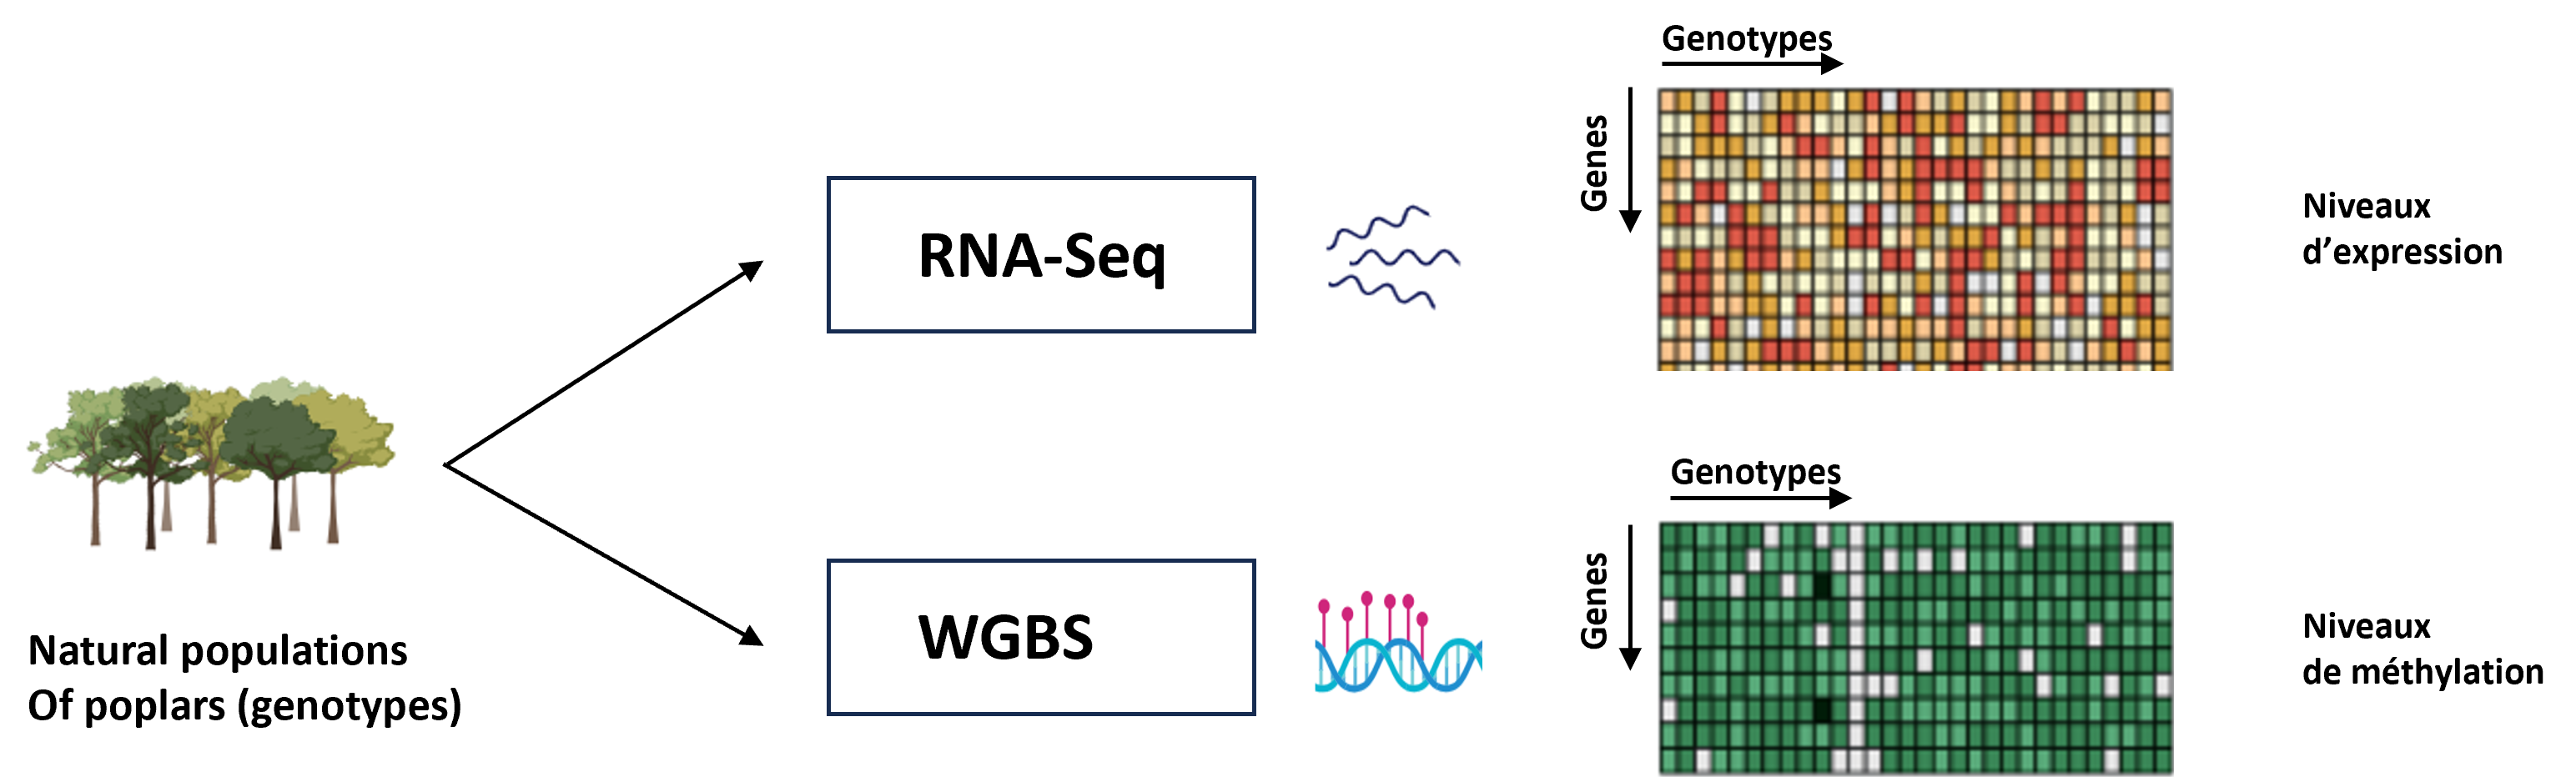 Genotypes
Genes
RNA-Seq
Niveaux
d’expression
Natural populations
Of poplars (genotypes)
Genotypes
Genes
WGBS
Niveaux
de méthylation